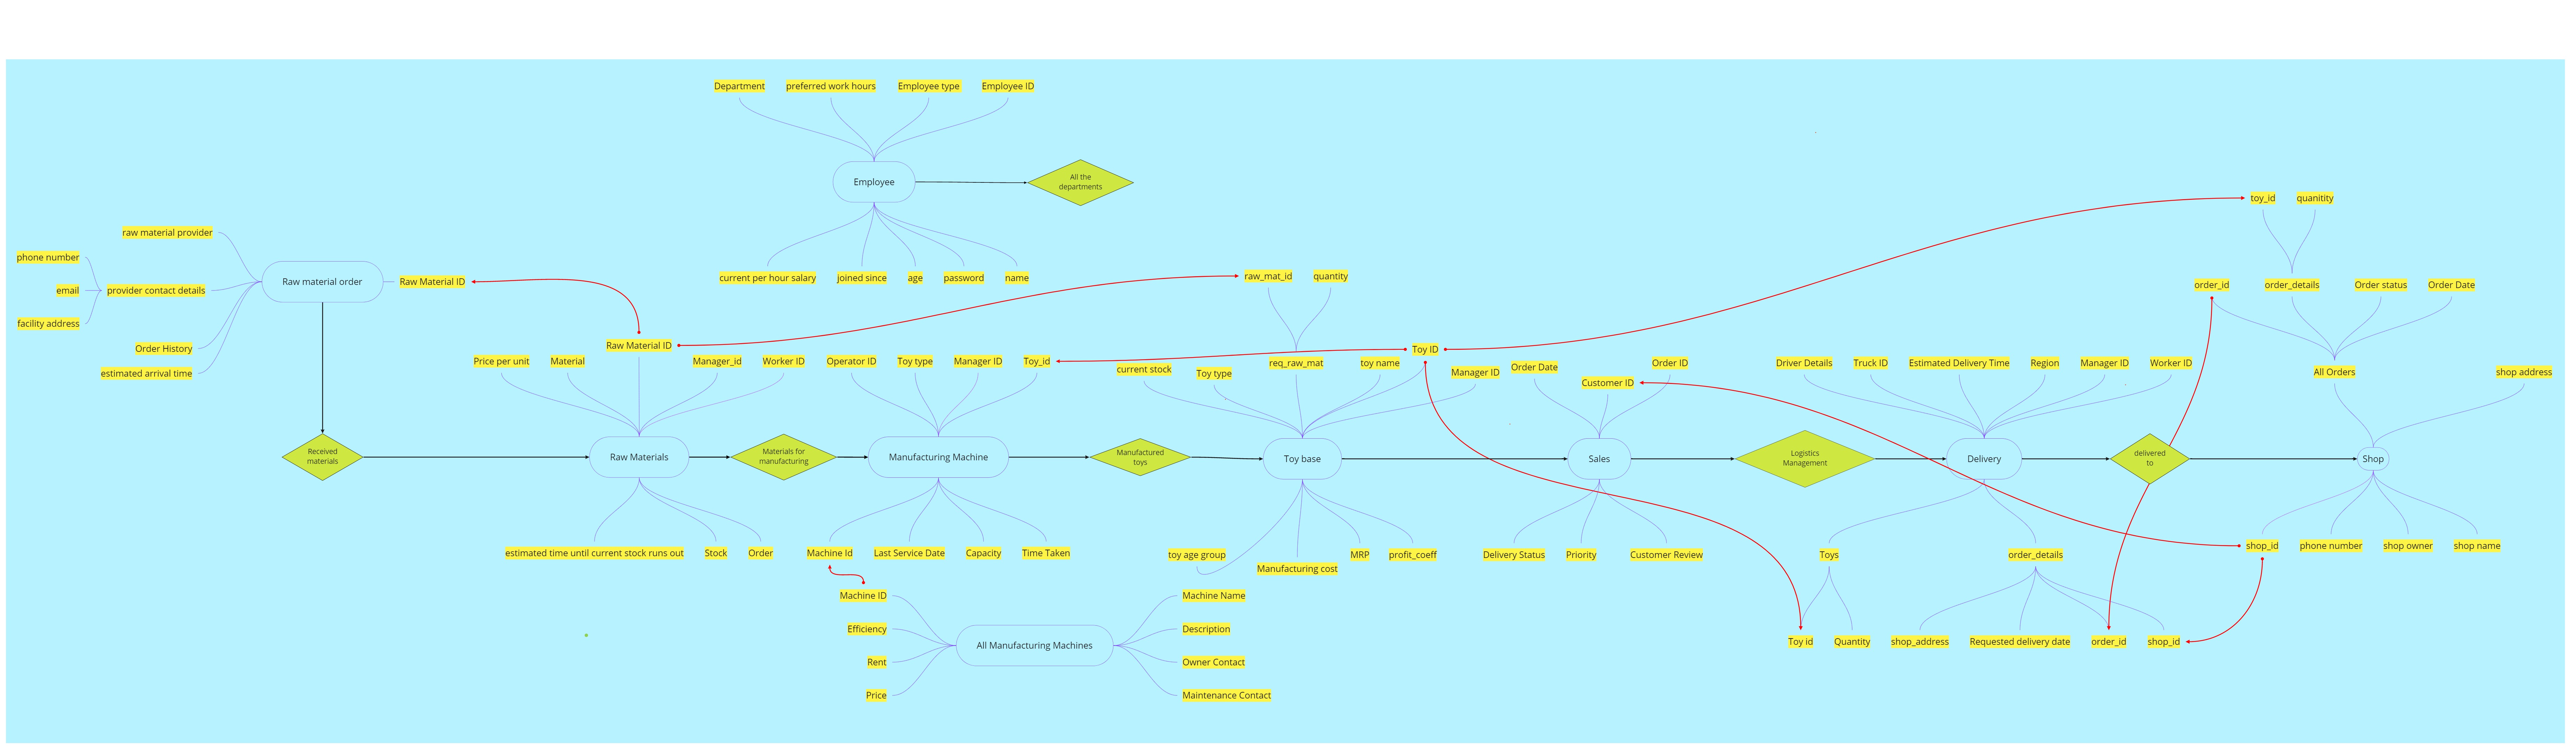 Department
preferred work hours
Employee type
Employee ID
Employee
All the
departments
current per hour salary
joined since
age
password
name
raw material provider
phone number
email
provider contact details
facility address
Order History
estimated arrival time
Raw material order
Raw Material ID
Received
materials
Raw Material ID
Price per unit
Material
Manager_id
Worker ID
Raw Materials
estimated time until current stock runs out
Stock
Order
Materials for
manufacturing
Operator ID
Toy type
Manager ID
Toy_id
Manufacturing Machine
Machine Id
Last Service Date
Capacity
Time Taken
Machine ID
Efficiency
Rent
Price
All Manufacturing Machines
Machine Name
Description
Owner Contact
Maintenance Contact
Manufactured
toys
raw_mat_id
quantity
current stock
Toy type
req_raw_mat
toy name
Toy ID
Manager ID
Toy base
toy age group
Manufacturing cost
MRP
profit_coeff
Order Date
Customer ID
Order ID
Sales
Delivery Status
Priority
Customer Review
Logistics
Management
Driver Details
Truck ID
Estimated Delivery Time
Region
Manager ID
Worker ID
Delivery
Toys
order_details
Toy id
Quantity
shop_address
Requested delivery date
order_id
shop_id
delivered
to
toy_id
quanitity
order_id
order_details
Order status
Order Date
All Orders
shop address
Shop
shop_id
phone number
shop owner
shop name